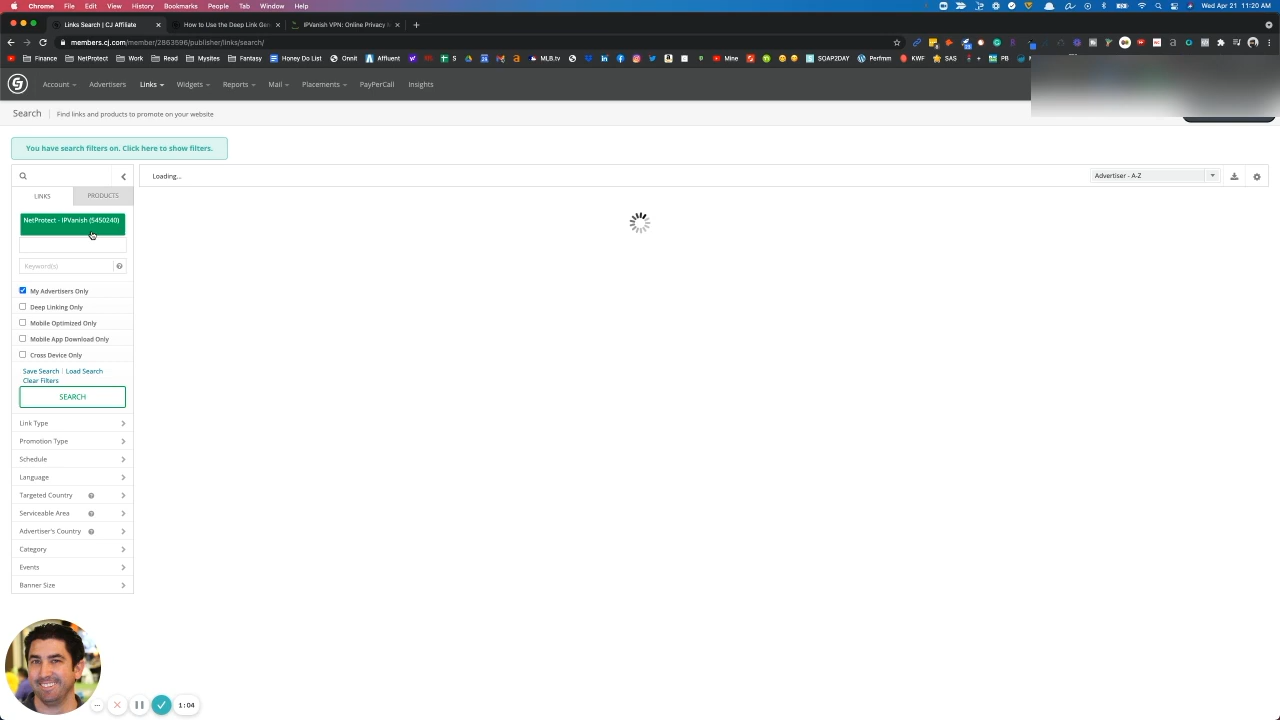 Chrome File Edit View History Bookmarks People Tab Window Help
Wed Apr 21 11:20 AM
Links Search | CJ Affiliate
How to Use the Deep Link Gen
IPVanish VPN: Online Privacy M
members.cj.com/member/2863596/publisher/links/search/
Finance NetProtect Work Read Mysites Fantasy Honey Do List Onnit Affluent S MLB.tv Mine SOAP2DAY Perfmm KWF SAS PB
Account Advertisers Links Widgets Reports Mail Placements PayPerCall Insights
Search Find links and products to promote on your website
You have search filters on. Click here to show filters.
Loading...
Advertiser - A-Z
LINKS PRODUCTS
NetProtect - IPVanish (5450240)
Keyword(s)
My Advertisers Only
Deep Linking Only
Mobile Optimized Only
Mobile App Download Only
Cross Device Only
Save Search | Load Search
Clear Filters
SEARCH
Link Type
Promotion Type
Schedule
Language
Targeted Country
Serviceable Area
Advertiser's Country
Category
Events
Banner Size
1:04